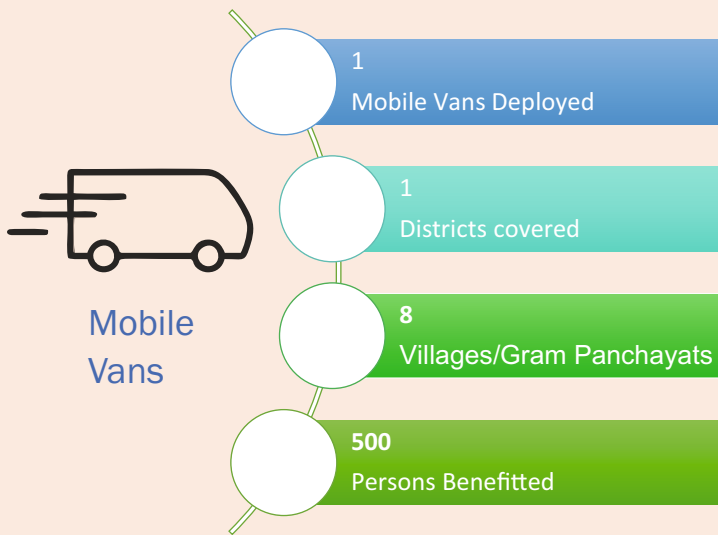 Mobile
Vans
1
Mobile Vans Deployed
1
Districts covered
8
Villages/Gram Panchayats
500
Persons Benefitted